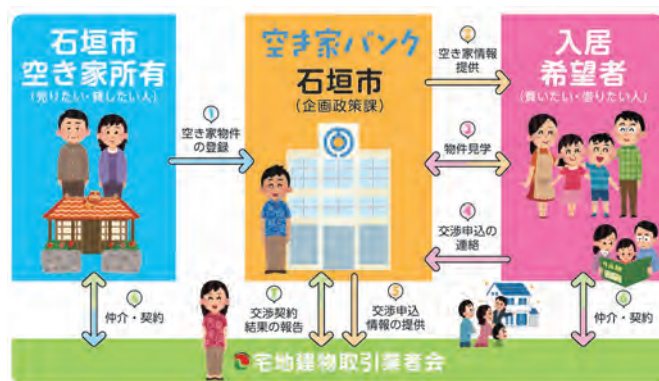 石垣市
空き家所有
(売りたい・貸したい人)
1
空き家物件
の登録
空き家バンク
石垣市
(企画政策課)
2
空き家情報
提供
3
物件見学
4
交渉申込
の連絡
入居
希望者
(買いたい・借りたい人)
6
仲介・契約
7
交渉契約
結果の報告
5
交渉申込
情報の提供
6
仲介・契約
宅地建物取引業者会